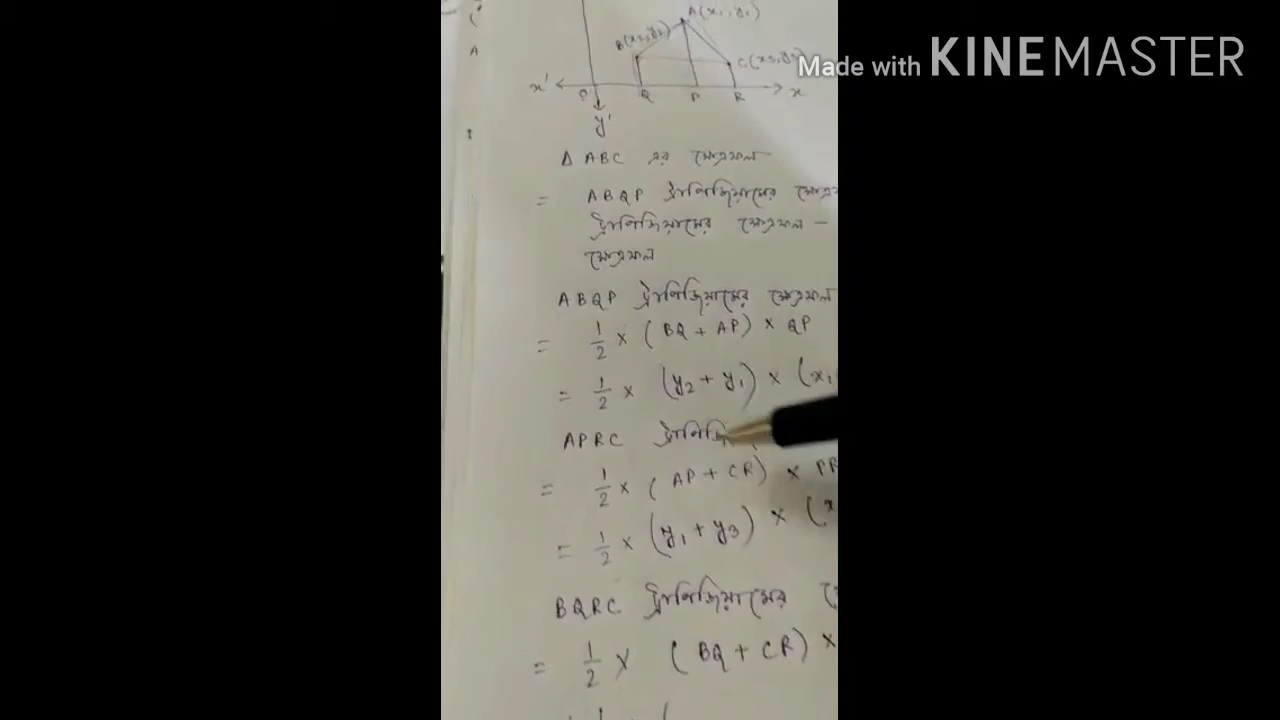 A(x₁, y₁)
B(x₂, y₂)
C(x₃, y₃)
Made with KINEMASTER
x' O Q P R x
y'
Δ ABC এর ক্ষেত্রফল
= ABQP ট্রাপিজিয়ামের
ট্রাপিজিয়ামের ক্ষেত্রফল –
ক্ষেত্রফল
ABQP ট্রাপিজিয়ামের ক্ষেত্রফল
= 1/2 × (BQ + AP) × QP
= 1/2 × (y₂ + y₁) × (x₁
APRC
= 1/2 × (AP + CR) × PR
= 1/2 × (y₁ + y₃) × (x
BQRC ট্রাপিজিয়ামের
= 1/2 × (BQ + CR) ×